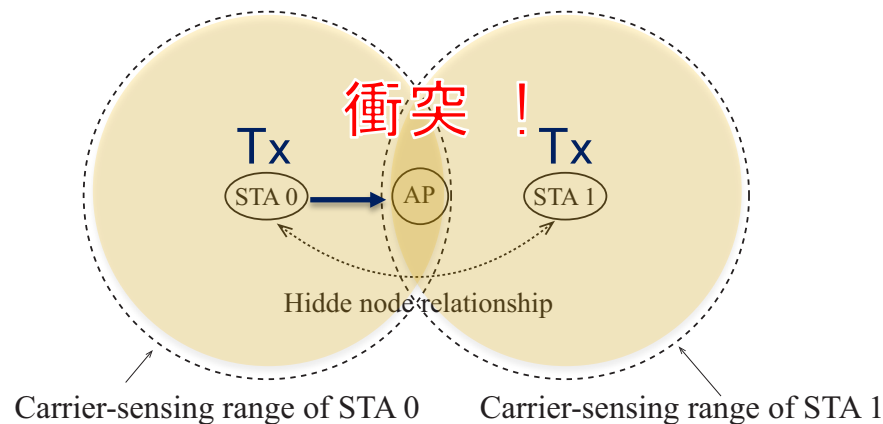 衝突 ！
Tx Tx
STA 0 AP STA 1
Hidde node relationship
Carrier-sensing range of STA 0 Carrier-sensing range of STA 1